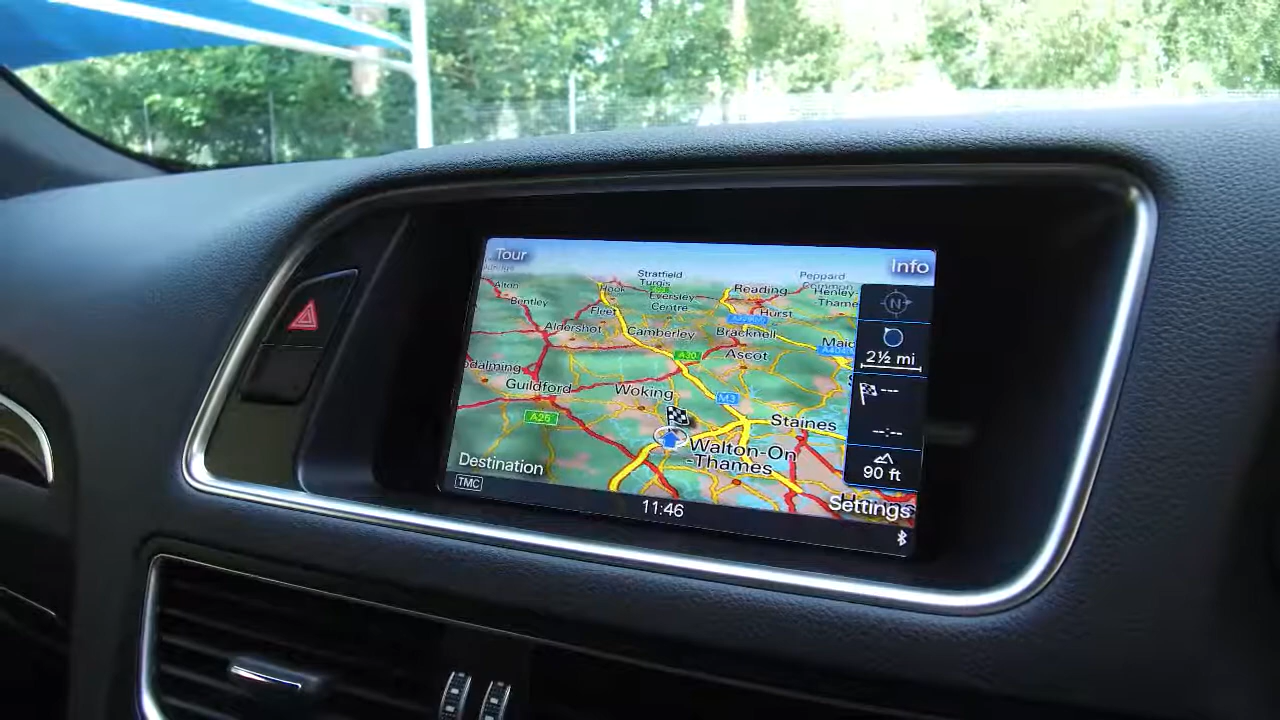 Tour
Info
Alton
Bentley
Hook
Fleet
Aldershot
Stratfield
Turgis
Eversley
Centre
Camberley
Reading
Hurst
Bracknell
Ascot
Peppard
Common
Henley
Thame
Maid
A30
odalming
Guildford
A25
Woking
M3
Staines
Walton-On
-Thames
N
2½ mi
---
--:--
90 ft
Destination
TMC
11:46
Settings